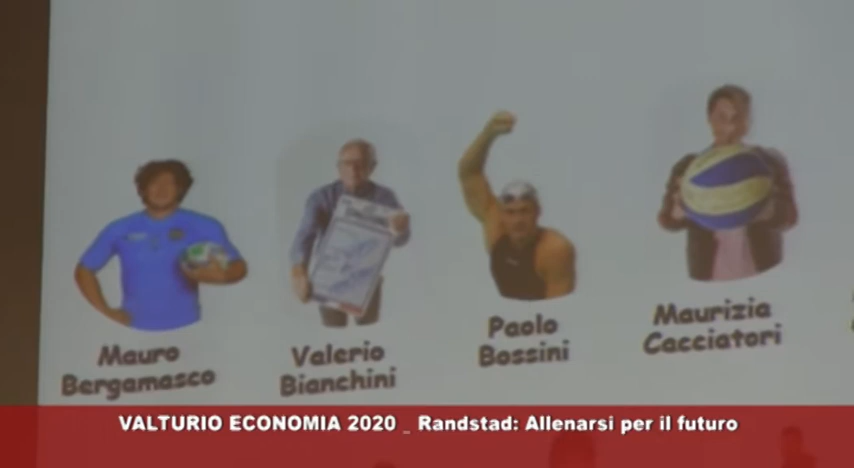 Mauro
Bergamasco
Valerio
Bianchini
Paolo
Bossini
Maurizia
Cacciatori
VALTURIO ECONOMIA 2020 _ Randstad: Allenarsi per il futuro